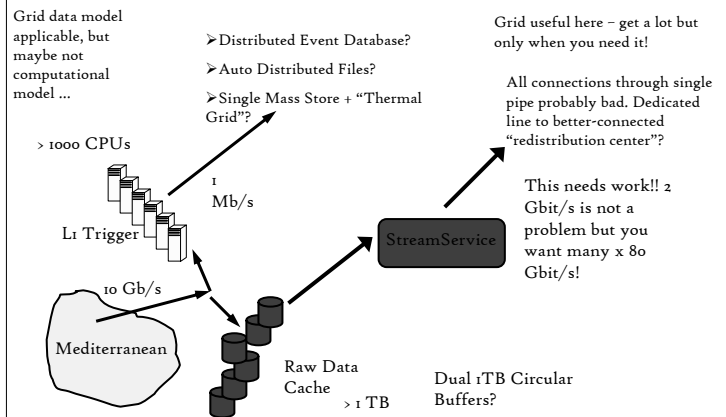 Grid data model
applicable, but
maybe not
computational
model ...
➢Distributed Event Database?
➢Auto Distributed Files?
➢Single Mass Store + “Thermal
Grid”?
Grid useful here – get a lot but
only when you need it!
All connections through single
pipe probably bad. Dedicated
line to better-connected
“redistribution center”?
> 1000 CPUs
1
Mb/s
This needs work!! 2
Gbit/s is not a
problem but you
want many x 80
Gbit/s!
L1 Trigger
StreamService
10 Gb/s
Mediterranean
Raw Data
Cache
> 1 TB
Dual 1TB Circular
Buffers?